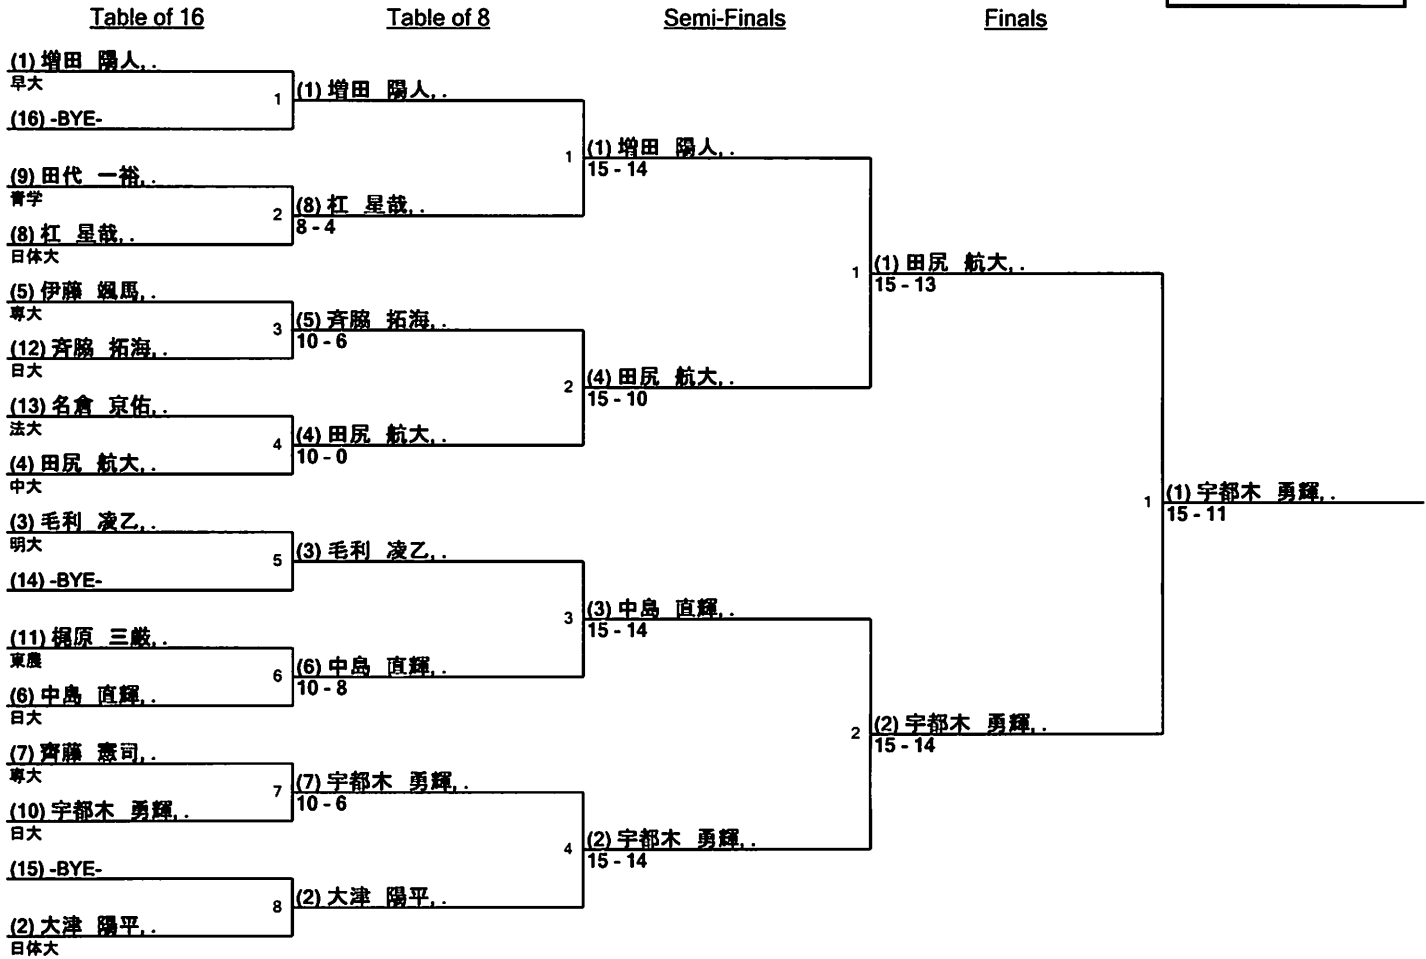 Table of 16
Table of 8
Semi-Finals
Finals
(1) 増田 陽人, .
早大
(16) -BYE-
(9) 田代 一裕, .
青学
(8) 杠 星哉, .
日体大
(5) 伊藤 颯馬, .
専大
(12) 斉脇 拓海, .
日大
(13) 名倉 京佑, .
法大
(4) 田尻 航大, .
中大
(3) 毛利 凌乙, .
明大
(14) -BYE-
(11) 梶原 三厳, .
東農
(6) 中島 直輝, .
日大
(7) 齊藤 憲司, .
専大
(10) 宇都木 勇輝, .
日大
(15) -BYE-
(2) 大津 陽平, .
日体大
1
(1) 増田 陽人, .
2
(8) 杠 星哉, .
8 - 4
3
(5) 斉脇 拓海, .
10 - 6
4
(4) 田尻 航大, .
10 - 0
5
(3) 毛利 凌乙, .
6
(6) 中島 直輝, .
10 - 8
7
(7) 宇都木 勇輝, .
10 - 6
8
(2) 大津 陽平, .
1
(1) 増田 陽人, .
15 - 14
2
(4) 田尻 航大, .
15 - 10
3
(3) 中島 直輝, .
15 - 14
4
(2) 宇都木 勇輝, .
15 - 14
1
(1) 田尻 航大, .
15 - 13
2
(2) 宇都木 勇輝, .
15 - 14
1
(1) 宇都木 勇輝, .
15 - 11